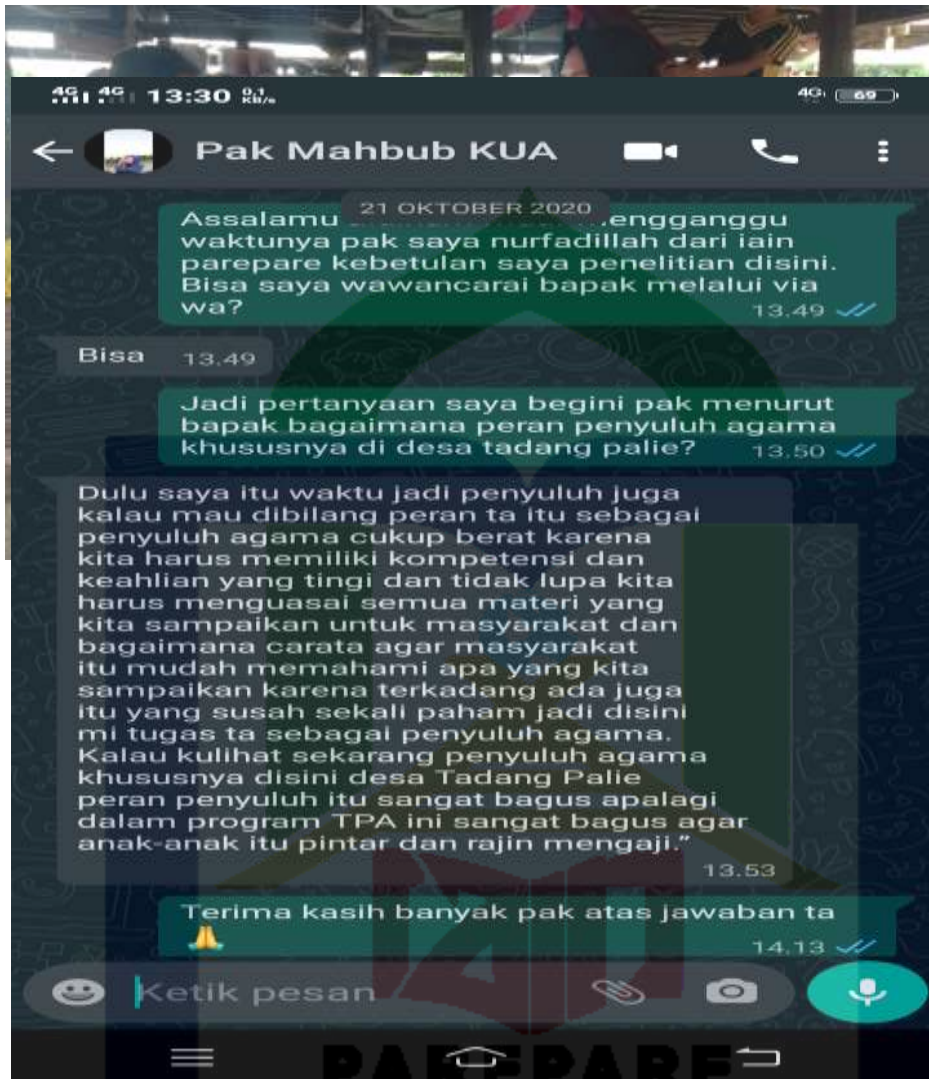 13:30
69
Pak Mahbub KUA
21 OKTOBER 2020
Assalamu mengganggu
waktunya pak saya nurfadillah dari iain
parepare kebetulan saya penelitian disini.
Bisa saya wawancarai bapak melalui via
wa?
13.49
Bisa 13.49
Jadi pertanyaan saya begini pak menurut
bapak bagaimana peran penyuluh agama
khususnya di desa tadang palie?
13.50
Dulu saya itu waktu jadi penyuluh juga
kalau mau dibilang peran ta itu sebagai
penyuluh agama cukup berat karena
kita harus memiliki kompetensi dan
keahlian yang tingi dan tidak lupa kita
harus menguasai semua materi yang
kita sampaikan untuk masyarakat dan
bagaimana carata agar masyarakat
itu mudah memahami apa yang kita
sampaikan karena terkadang ada juga
itu yang susah sekali paham jadi disini
mi tugas ta sebagai penyuluh agama.
Kalau kulihat sekarang penyuluh agama
khususnya disini desa Tadang Palie
peran penyuluh itu sangat bagus apalagi
dalam program TPA ini sangat bagus agar
anak-anak itu pintar dan rajin mengaji.”
13.53
Terima kasih banyak pak atas jawaban ta
🙏
14.13
Ketik pesan
PAREPARE